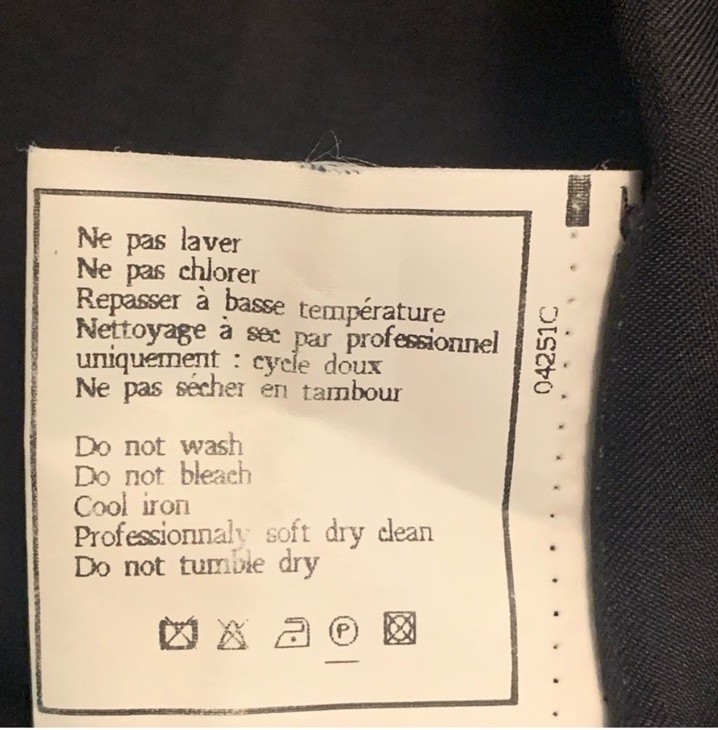 Ne pas laver
Ne pas chlorer
Repasser à basse température
Nettoyage à sec par professionnel
uniquement : cycle doux
Ne pas sécher en tambour
Do not wash
Do not bleach
Cool iron
Professionnaly soft dry clean
Do not tumble dry
P
04251C